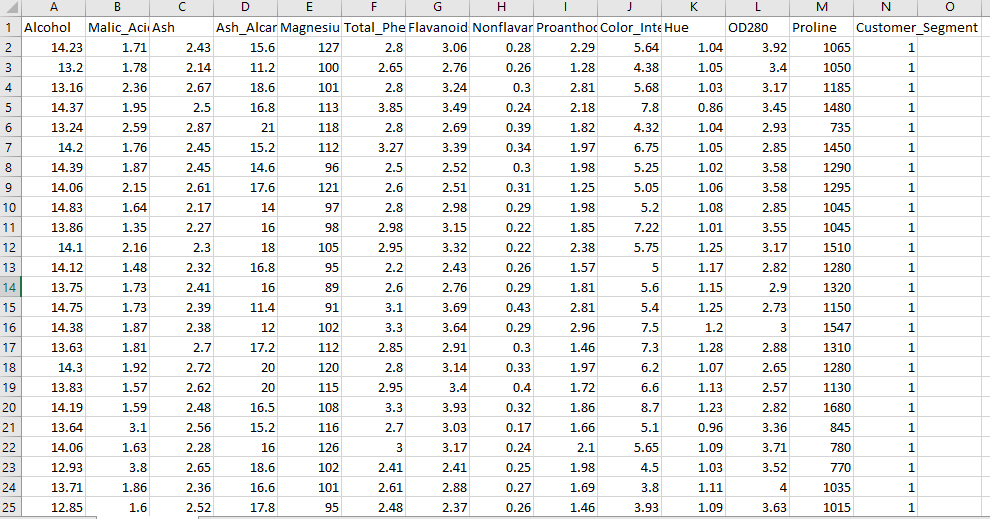 A B C D E F G H I J K L M N O
1 Alcohol Malic_Aci Ash Ash_Alcar Magnesiu Total_Phe Flavanoid Nonflavar Proanthoc Color_Inte Hue OD280 Proline Customer_Segment
2 14.23 1.71 2.43 15.6 127 2.8 3.06 0.28 2.29 5.64 1.04 3.92 1065 1
3 13.2 1.78 2.14 11.2 100 2.65 2.76 0.26 1.28 4.38 1.05 3.4 1050 1
4 13.16 2.36 2.67 18.6 101 2.8 3.24 0.3 2.81 5.68 1.03 3.17 1185 1
5 14.37 1.95 2.5 16.8 113 3.85 3.49 0.24 2.18 7.8 0.86 3.45 1480 1
6 13.24 2.59 2.87 21 118 2.8 2.69 0.39 1.82 4.32 1.04 2.93 735 1
7 14.2 1.76 2.45 15.2 112 3.27 3.39 0.34 1.97 6.75 1.05 2.85 1450 1
8 14.39 1.87 2.45 14.6 96 2.5 2.52 0.3 1.98 5.25 1.02 3.58 1290 1
9 14.06 2.15 2.61 17.6 121 2.6 2.51 0.31 1.25 5.05 1.06 3.58 1295 1
10 14.83 1.64 2.17 14 97 2.8 2.98 0.29 1.98 5.2 1.08 2.85 1045 1
11 13.86 1.35 2.27 16 98 2.98 3.15 0.22 1.85 7.22 1.01 3.55 1045 1
12 14.1 2.16 2.3 18 105 2.95 3.32 0.22 2.38 5.75 1.25 3.17 1510 1
13 14.12 1.48 2.32 16.8 95 2.2 2.43 0.26 1.57 5 1.17 2.82 1280 1
14 13.75 1.73 2.41 16 89 2.6 2.76 0.29 1.81 5.6 1.15 2.9 1320 1
15 14.75 1.73 2.39 11.4 91 3.1 3.69 0.43 2.81 5.4 1.25 2.73 1150 1
16 14.38 1.87 2.38 12 102 3.3 3.64 0.29 2.96 7.5 1.2 3 1547 1
17 13.63 1.81 2.7 17.2 112 2.85 2.91 0.3 1.46 7.3 1.28 2.88 1310 1
18 14.3 1.92 2.72 20 120 2.8 3.14 0.33 1.97 6.2 1.07 2.65 1280 1
19 13.83 1.57 2.62 20 115 2.95 3.4 0.4 1.72 6.6 1.13 2.57 1130 1
20 14.19 1.59 2.48 16.5 108 3.3 3.93 0.32 1.86 8.7 1.23 2.82 1680 1
21 13.64 3.1 2.56 15.2 116 2.7 3.03 0.17 1.66 5.1 0.96 3.36 845 1
22 14.06 1.63 2.28 16 126 3 3.17 0.24 2.1 5.65 1.09 3.71 780 1
23 12.93 3.8 2.65 18.6 102 2.41 2.41 0.25 1.98 4.5 1.03 3.52 770 1
24 13.71 1.86 2.36 16.6 101 2.61 2.88 0.27 1.69 3.8 1.11 4 1035 1
25 12.85 1.6 2.52 17.8 95 2.48 2.37 0.26 1.46 3.93 1.09 3.63 1015 1